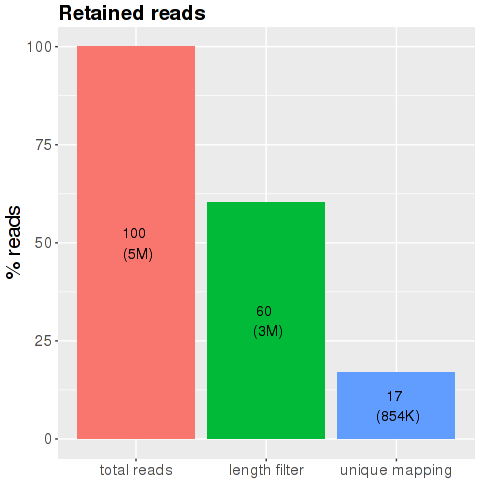 Retained reads
% reads
100
75
50
25
0
100
(5M)
60
(3M)
17
(854K)
total reads
length filter
unique mapping